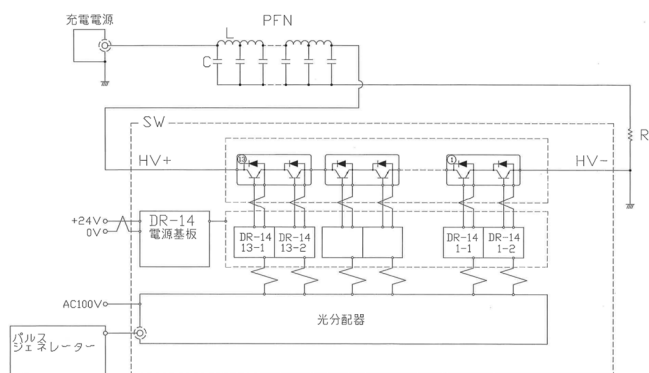 充電電源
PFN
L
C
R
SW
HV+
HV-
⑬
①
+24V
0V
DR-14
電源基板
DR-14
13-1
DR-14
13-2
DR-14
1-1
DR-14
1-2
AC100V
光分配器
パルス
ジェネレーター